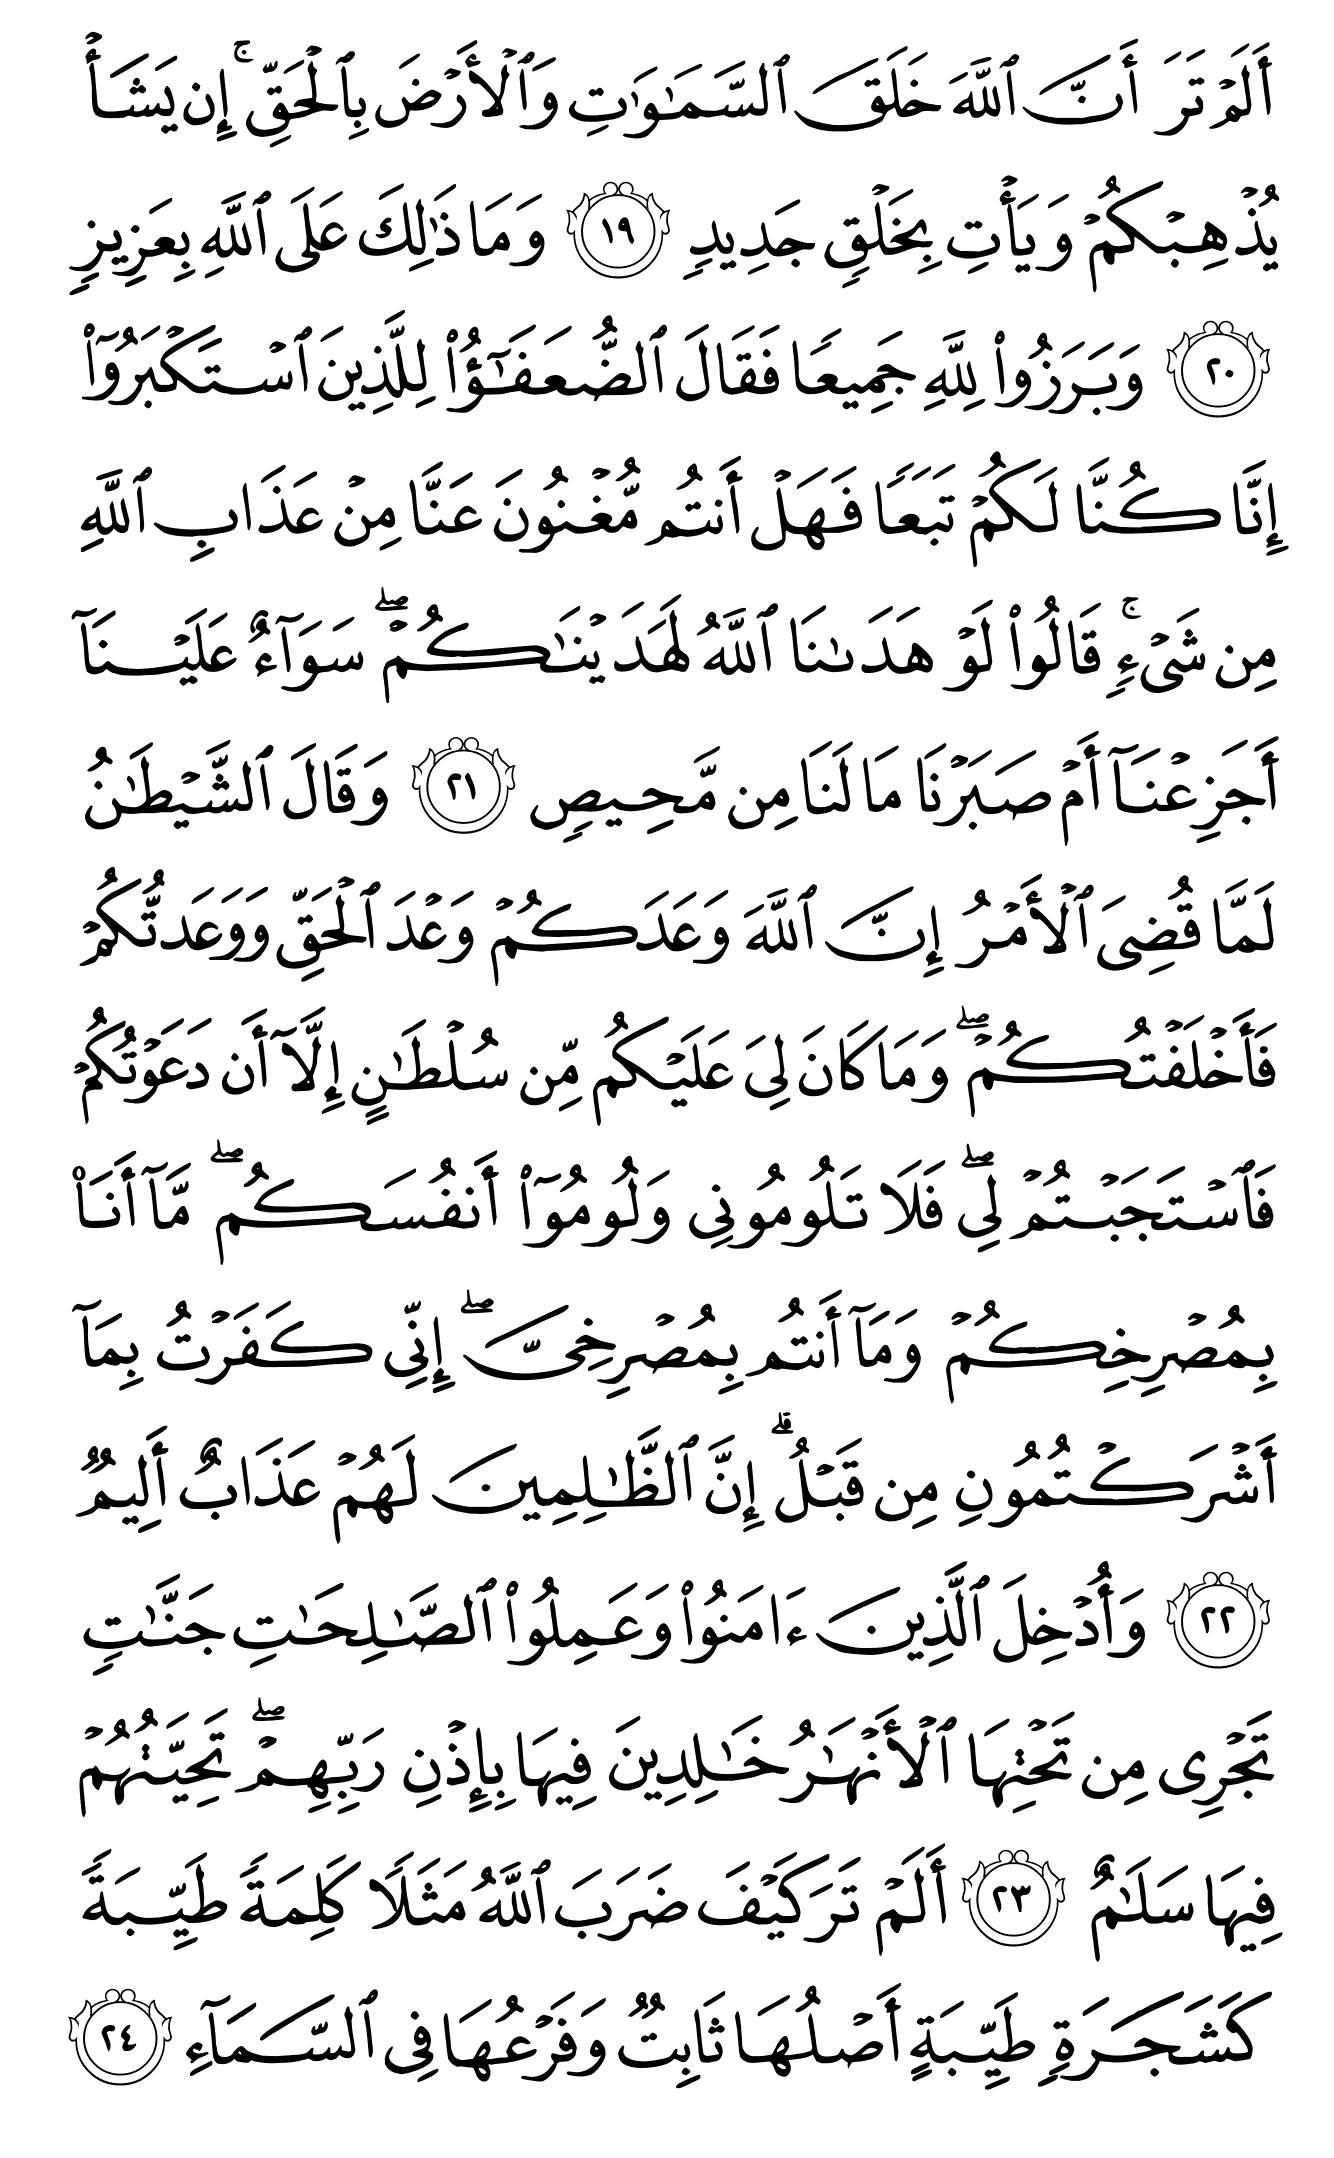 أَلَمۡ تَرَ أَنَّ ٱللَّهَ خَلَقَ ٱلسَّمَٰوَٰتِ وَٱلۡأَرۡضَ بِٱلۡحَقِّۚ إِن يَشَأۡ
يُذۡهِبۡكُمۡ وَيَأۡتِ بِخَلۡقٖ جَدِيدٖ ١٩ وَمَا ذَٰلِكَ عَلَى ٱللَّهِ بِعَزِيزٖ
٢٠ وَبَرَزُواْ لِلَّهِ جَمِيعٗا فَقَالَ ٱلضُّعَفَٰٓؤُاْ لِلَّذِينَ ٱسۡتَكۡبَرُوٓاْ
إِنَّا كُنَّا لَكُمۡ تَبَعٗا فَهَلۡ أَنتُم مُّغۡنُونَ عَنَّا مِنۡ عَذَابِ ٱللَّهِ
مِن شَيۡءٖۚ قَالُواْ لَوۡ هَدَىٰنَا ٱللَّهُ لَهَدَيۡنَٰكُمۡۖ سَوَآءٌ عَلَيۡنَآ
أَجَزِعۡنَآ أَمۡ صَبَرۡنَا مَا لَنَا مِن مَّحِيصٖ ٢١ وَقَالَ ٱلشَّيۡطَٰنُ
لَمَّا قُضِيَ ٱلۡأَمۡرُ إِنَّ ٱللَّهَ وَعَدَكُمۡ وَعۡدَ ٱلۡحَقِّ وَوَعَدتُّكُمۡ
فَأَخۡلَفۡتُكُمۡۖ وَمَا كَانَ لِيَ عَلَيۡكُم مِّن سُلۡطَٰنٍ إِلَّآ أَن دَعَوۡتُكُمۡ
فَٱسۡتَجَبۡتُمۡ لِيۖ فَلَا تَلُومُونِي وَلُومُوٓاْ أَنفُسَكُمۖ مَّآ أَنَا۠
بِمُصۡرِخِكُمۡ وَمَآ أَنتُم بِمُصۡرِخِيَّ ۖ إِنِّي كَفَرۡتُ بِمَآ
أَشۡرَكۡتُمُونِ مِن قَبۡلُۗ إِنَّ ٱلظَّٰلِمِينَ لَهُمۡ عَذَابٌ أَلِيمٞ
٢٢ وَأُدۡخِلَ ٱلَّذِينَ ءَامَنُواْ وَعَمِلُواْ ٱلصَّٰلِحَٰتِ جَنَّٰتٖ
تَجۡرِي مِن تَحۡتِهَا ٱلۡأَنۡهَٰرُ خَٰلِدِينَ فِيهَا بِإِذۡنِ رَبِّهِمۡۖ تَحِيَّتُهُمۡ
فِيهَا سَلَٰمٌ ٢٣ أَلَمۡ تَرَ كَيۡفَ ضَرَبَ ٱللَّهُ مَثَلٗا كَلِمَةٗ طَيِّبَةٗ
كَشَجَرَةٖ طَيِّبَةٍ أَصۡلُهَا ثَابِتٞ وَفَرۡعُهَا فِي ٱلسَّمَآءِ ٢٤